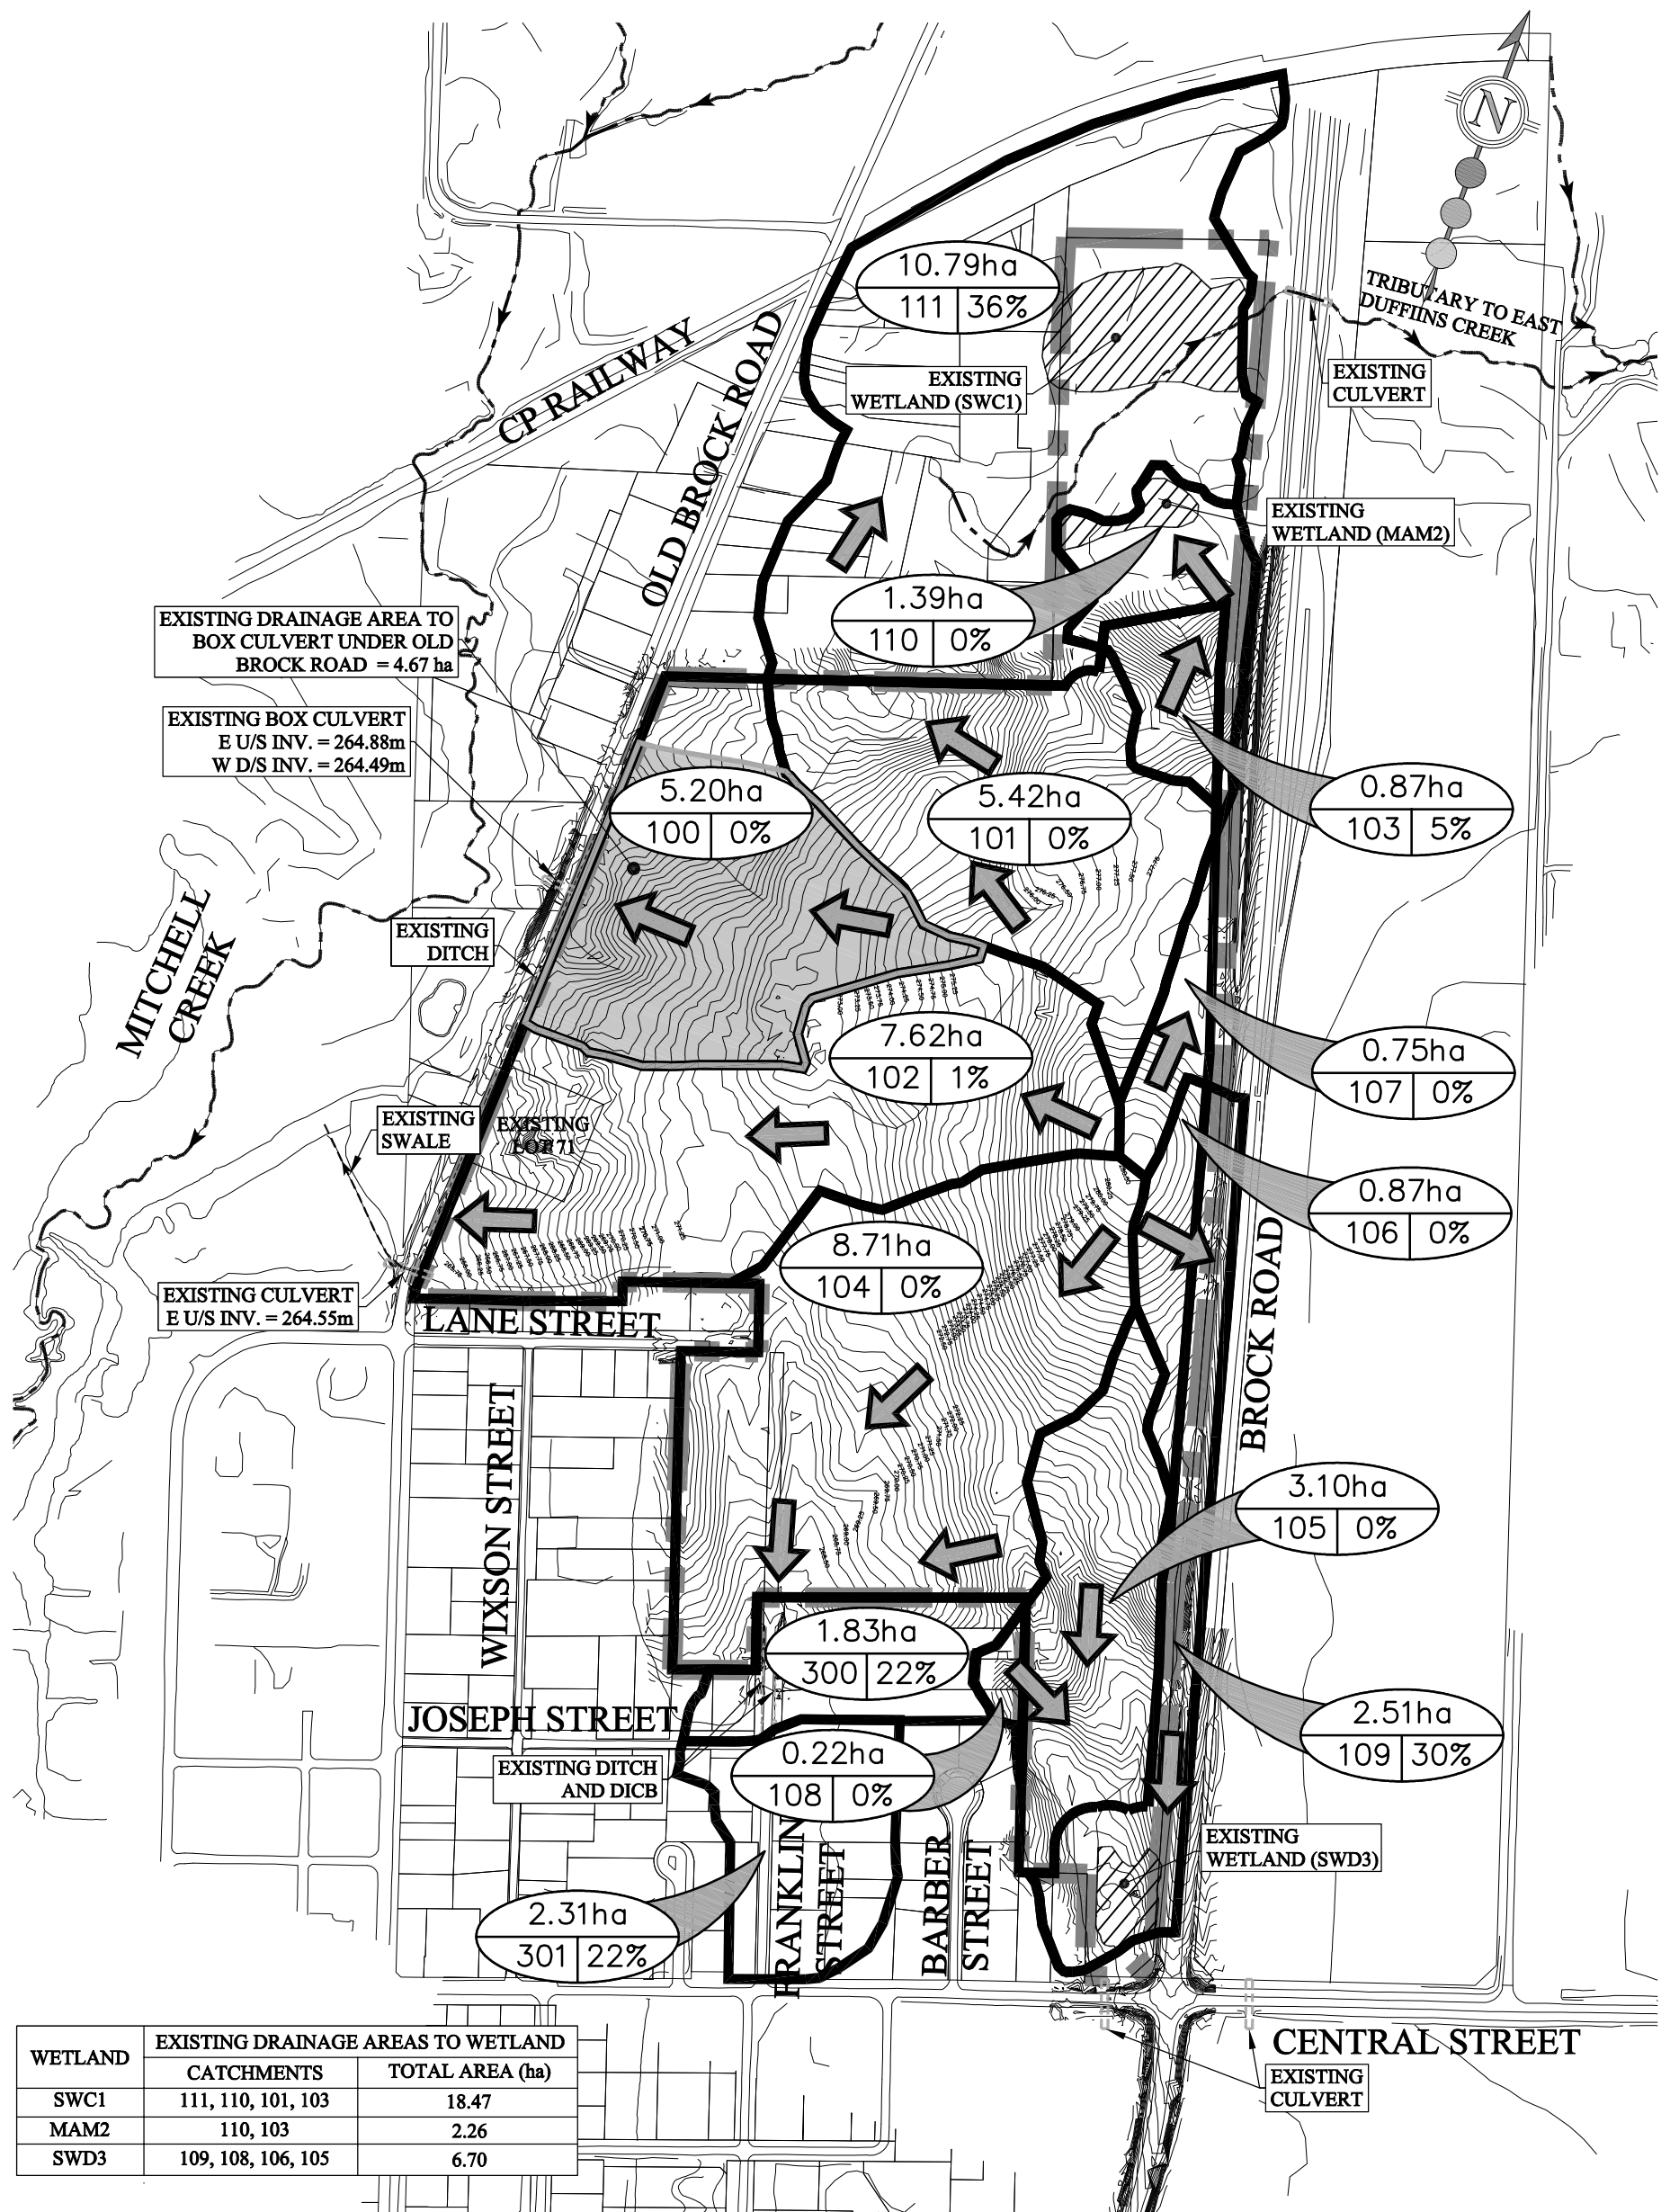 N
TRIBUTARY TO EAST
DUFFIINS CREEK
10.79ha
111 36%
EXISTING
WETLAND (SWC1)
EXISTING
CULVERT
CP RAILWAY
OLD BROCK ROAD
EXISTING
WETLAND (MAM2)
1.39ha
110 0%
EXISTING DRAINAGE AREA TO
BOX CULVERT UNDER OLD
BROCK ROAD = 4.67 ha
EXISTING BOX CULVERT
E U/S INV. = 264.88m
W D/S INV. = 264.49m
5.20ha
100 0%
5.42ha
101 0%
0.87ha
103 5%
MITCHELL
CREEK
EXISTING
DITCH
7.62ha
102 1%
0.75ha
107 0%
EXISTING
SWALE
EXISTING
LOT 71
0.87ha
106 0%
8.71ha
104 0%
EXISTING CULVERT
E U/S INV. = 264.55m
LANE STREET
BROCK ROAD
WIXSON STREET
3.10ha
105 0%
1.83ha
300 22%
JOSEPH STREET
2.51ha
109 30%
0.22ha
108 0%
EXISTING DITCH
AND DICB
FRANKLIN
STREET
BARBER
STREET
EXISTING
WETLAND (SWD3)
2.31ha
301 22%
CENTRAL STREET
EXISTING
CULVERT
WETLAND
EXISTING DRAINAGE AREAS TO WETLAND
CATCHMENTS TOTAL AREA (ha)
SWC1 111, 110, 101, 103 18.47
MAM2 110, 103 2.26
SWD3 109, 108, 106, 105 6.70